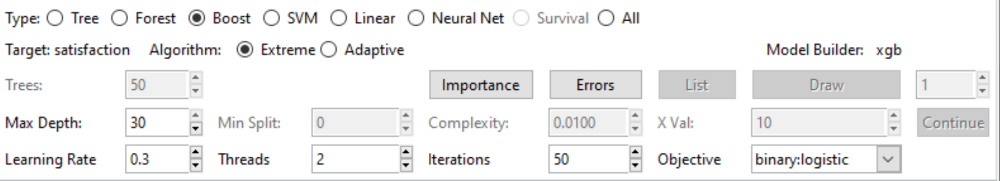 Type: Tree Forest Boost SVM Linear Neural Net Survival All
Target: satisfaction Algorithm: Extreme Adaptive Model Builder: xgb
Trees: 50 Importance Errors List Draw 1
Max Depth: 30 Min Split: 0 Complexity: 0.0100 X Val: 10 Continue
Learning Rate 0.3 Threads 2 Iterations 50 Objective binary:logistic